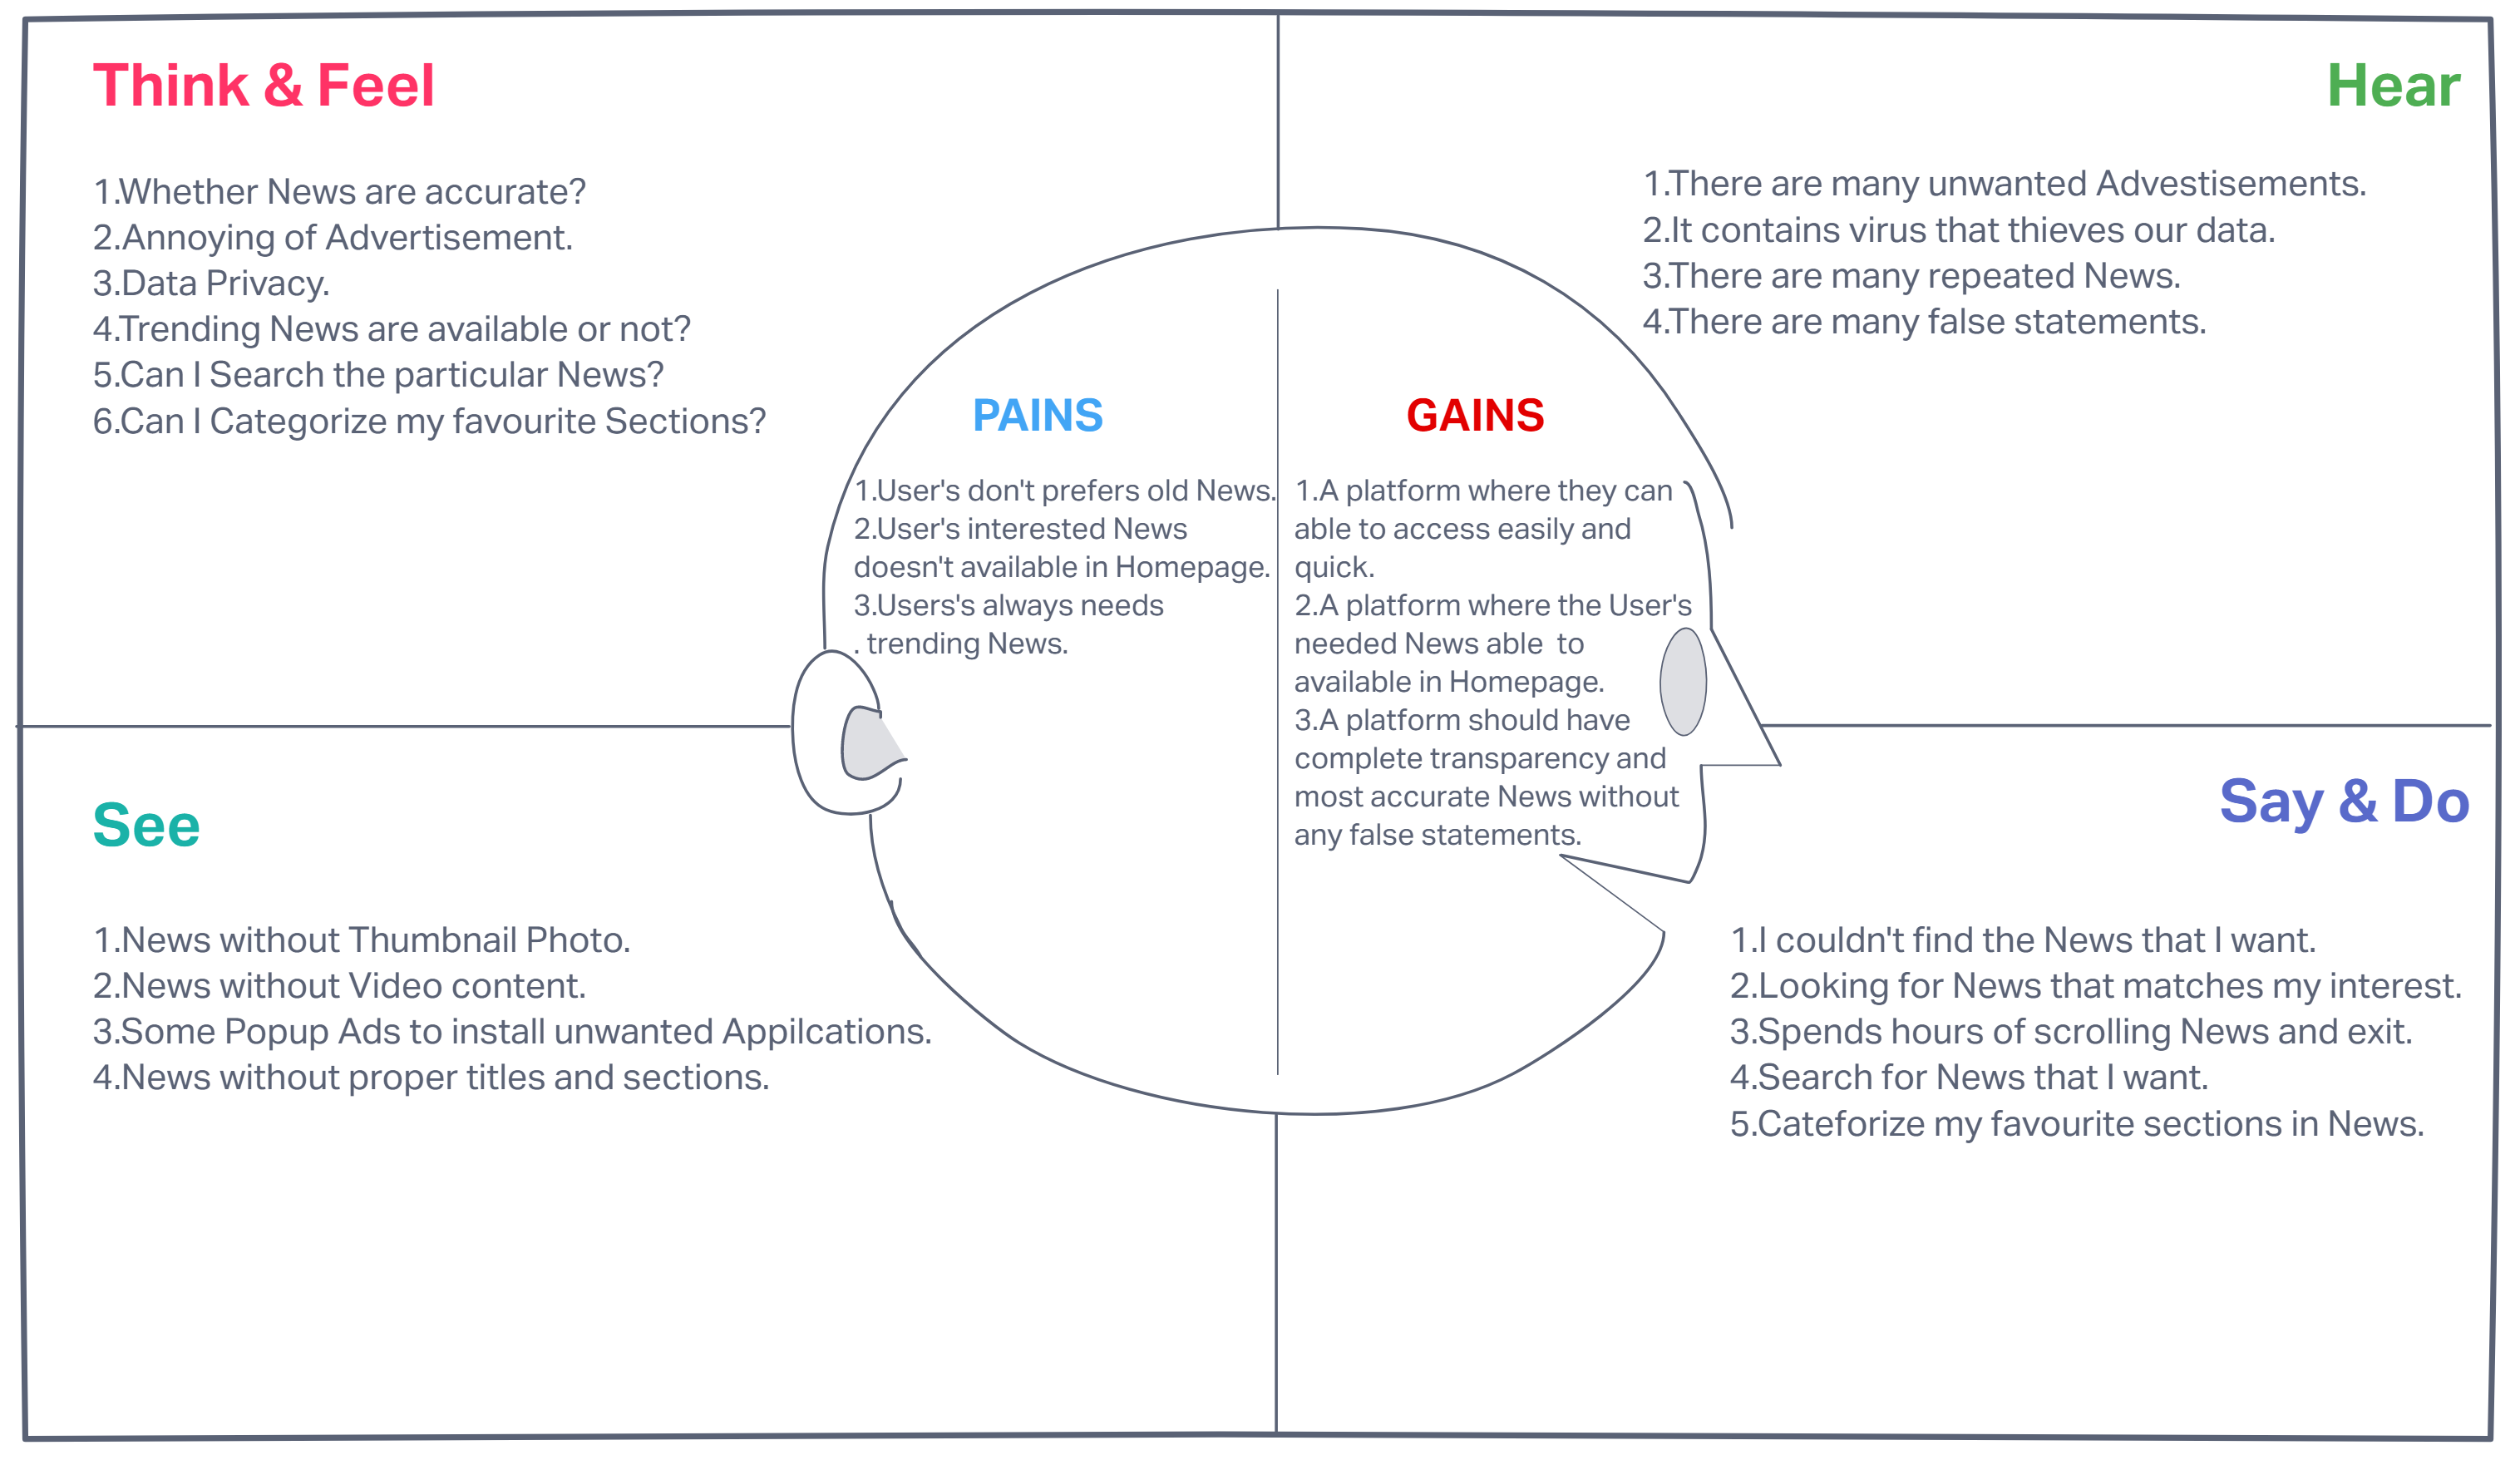 Think & Feel
1.Whether News are accurate?
2.Annoying of Advertisement.
3.Data Privacy.
4.Trending News are available or not?
5.Can I Search the particular News?
6.Can I Categorize my favourite Sections?
Hear
1.There are many unwanted Advestisements.
2.It contains virus that thieves our data.
3.There are many repeated News.
4.There are many false statements.
PAINS
1.User's don't prefers old News.
2.User's interested News
doesn't available in Homepage.
3.Users's always needs
. trending News.
GAINS
1.A platform where they can
able to access easily and
quick.
2.A platform where the User's
needed News able  to
available in Homepage.
3.A platform should have
complete transparency and
most accurate News without
any false statements.
See
1.News without Thumbnail Photo.
2.News without Video content.
3.Some Popup Ads to install unwanted Appilcations.
4.News without proper titles and sections.
Say & Do
1.I couldn't find the News that I want.
2.Looking for News that matches my interest.
3.Spends hours of scrolling News and exit.
4.Search for News that I want.
5.Cateforize my favourite sections in News.